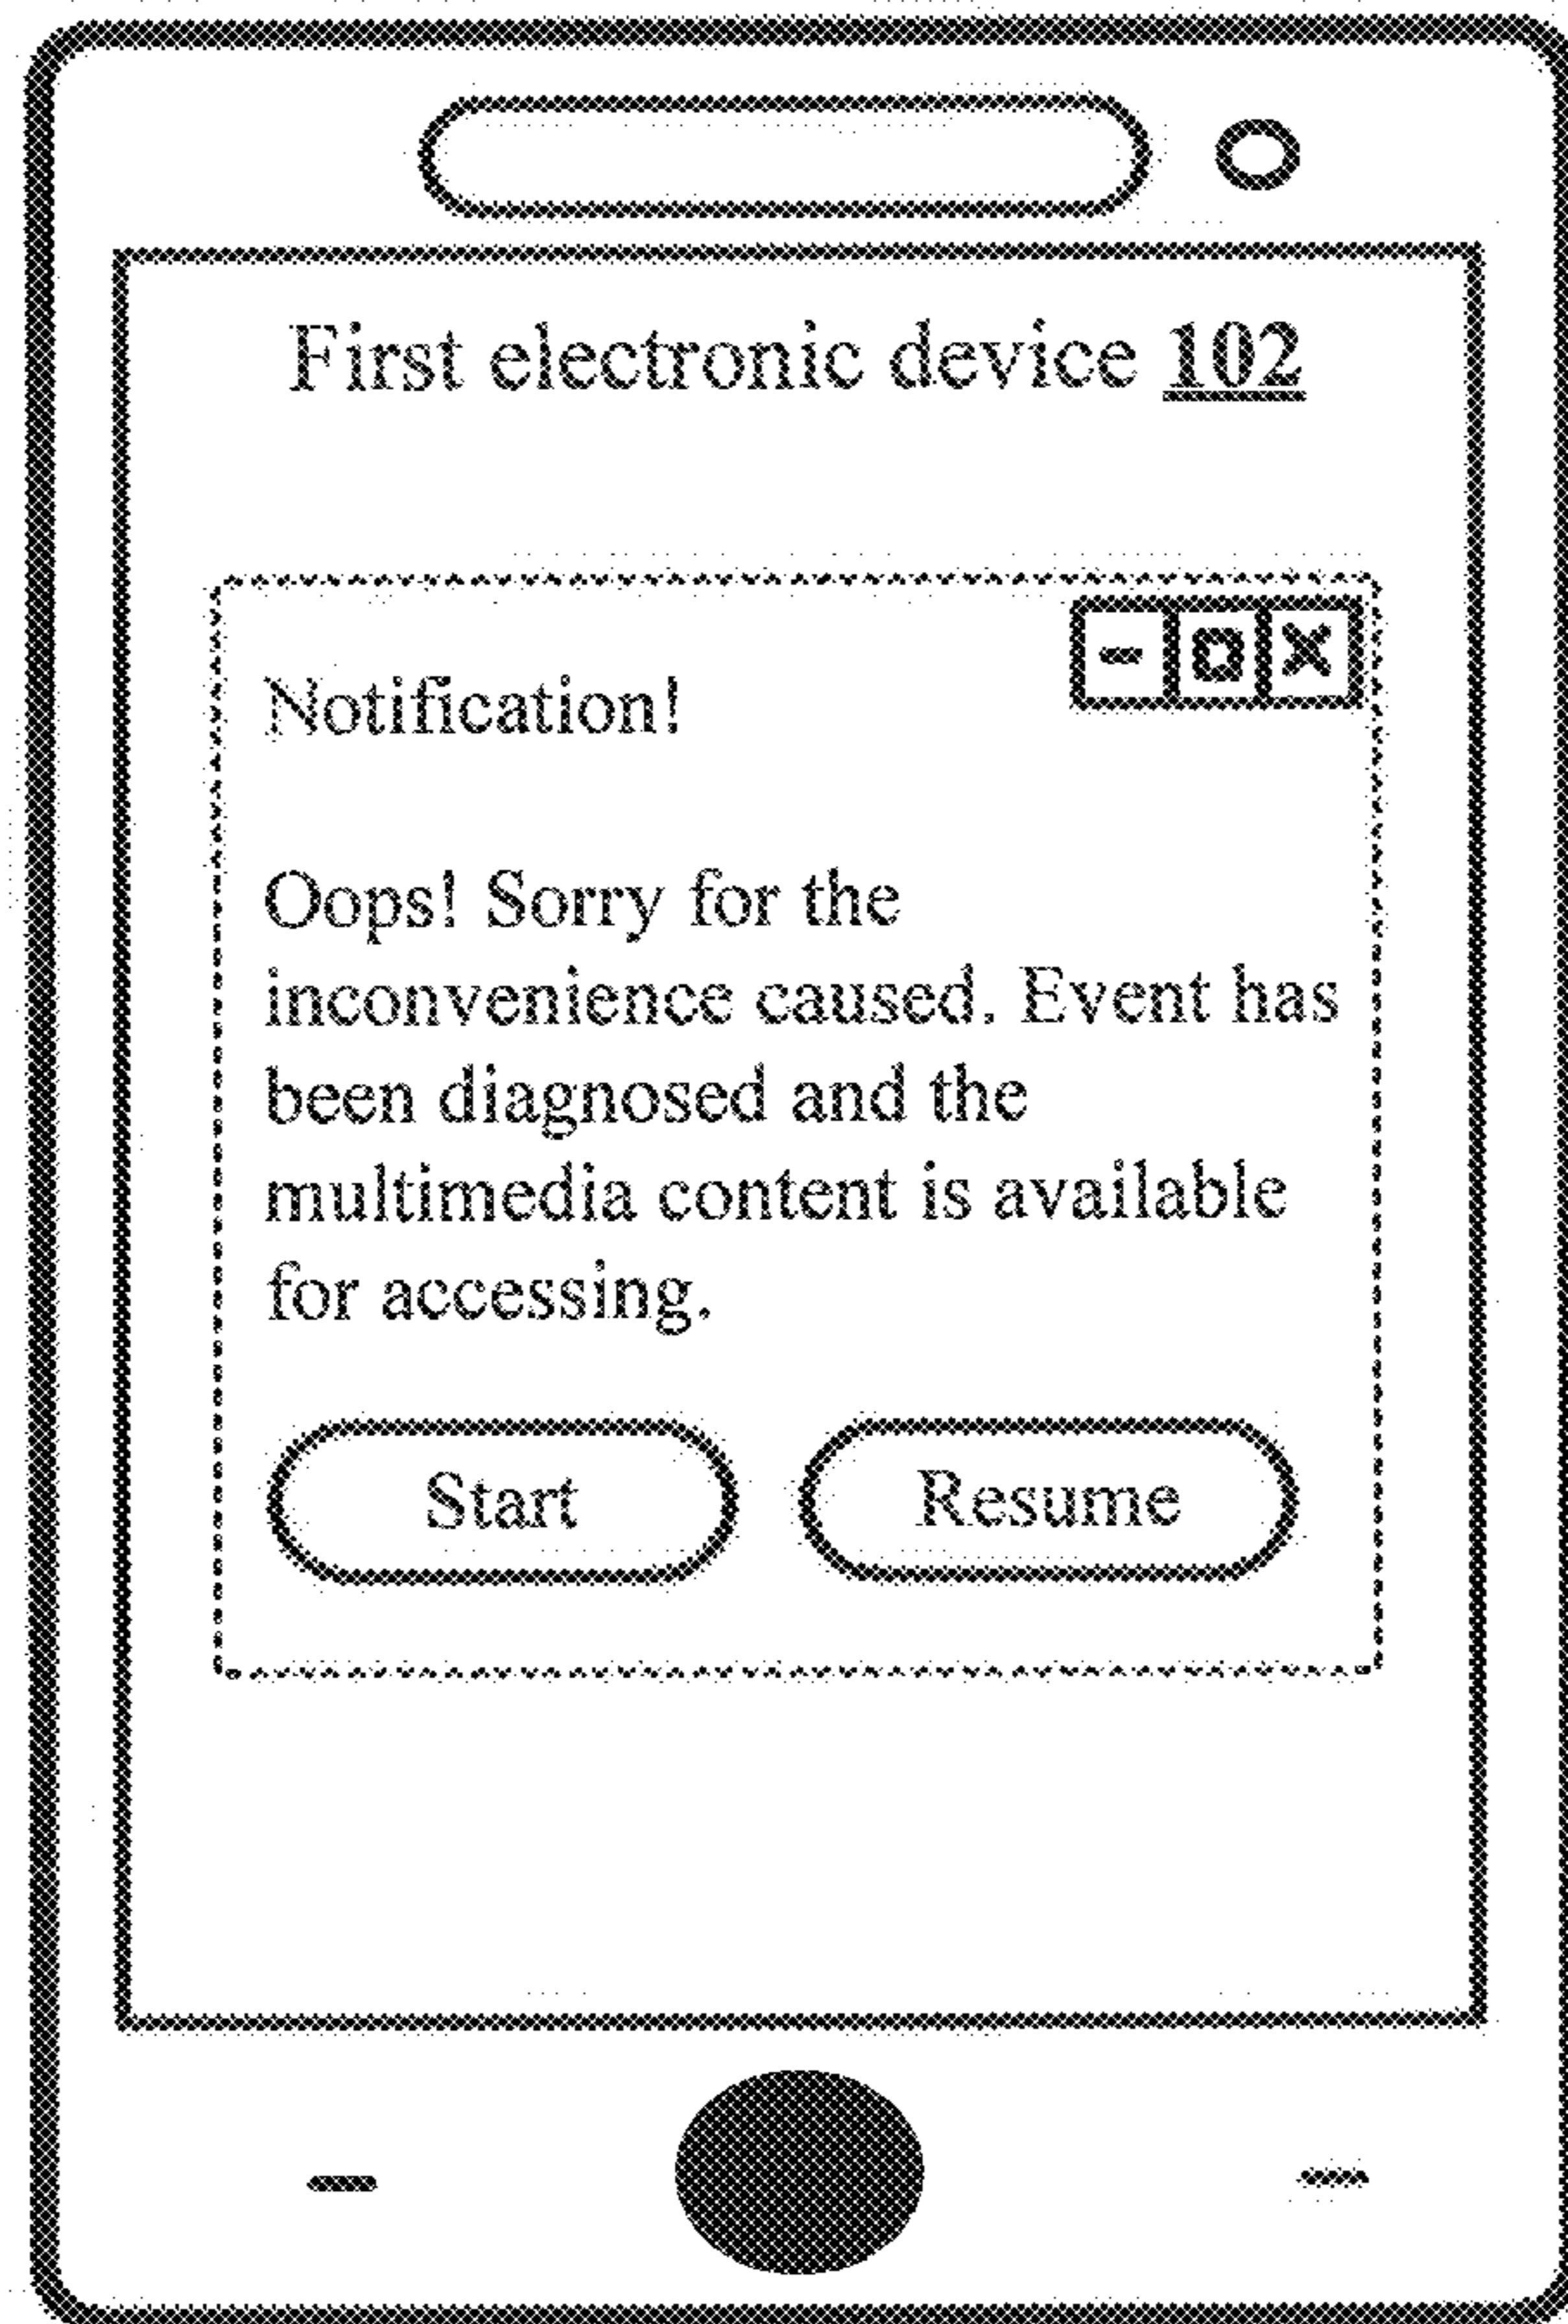 First electronic device 102
Notification!
Oops! Sorry for the
inconvenience caused. Event has
been diagnosed and the
multimedia content is available
for accessing.
Start Resume